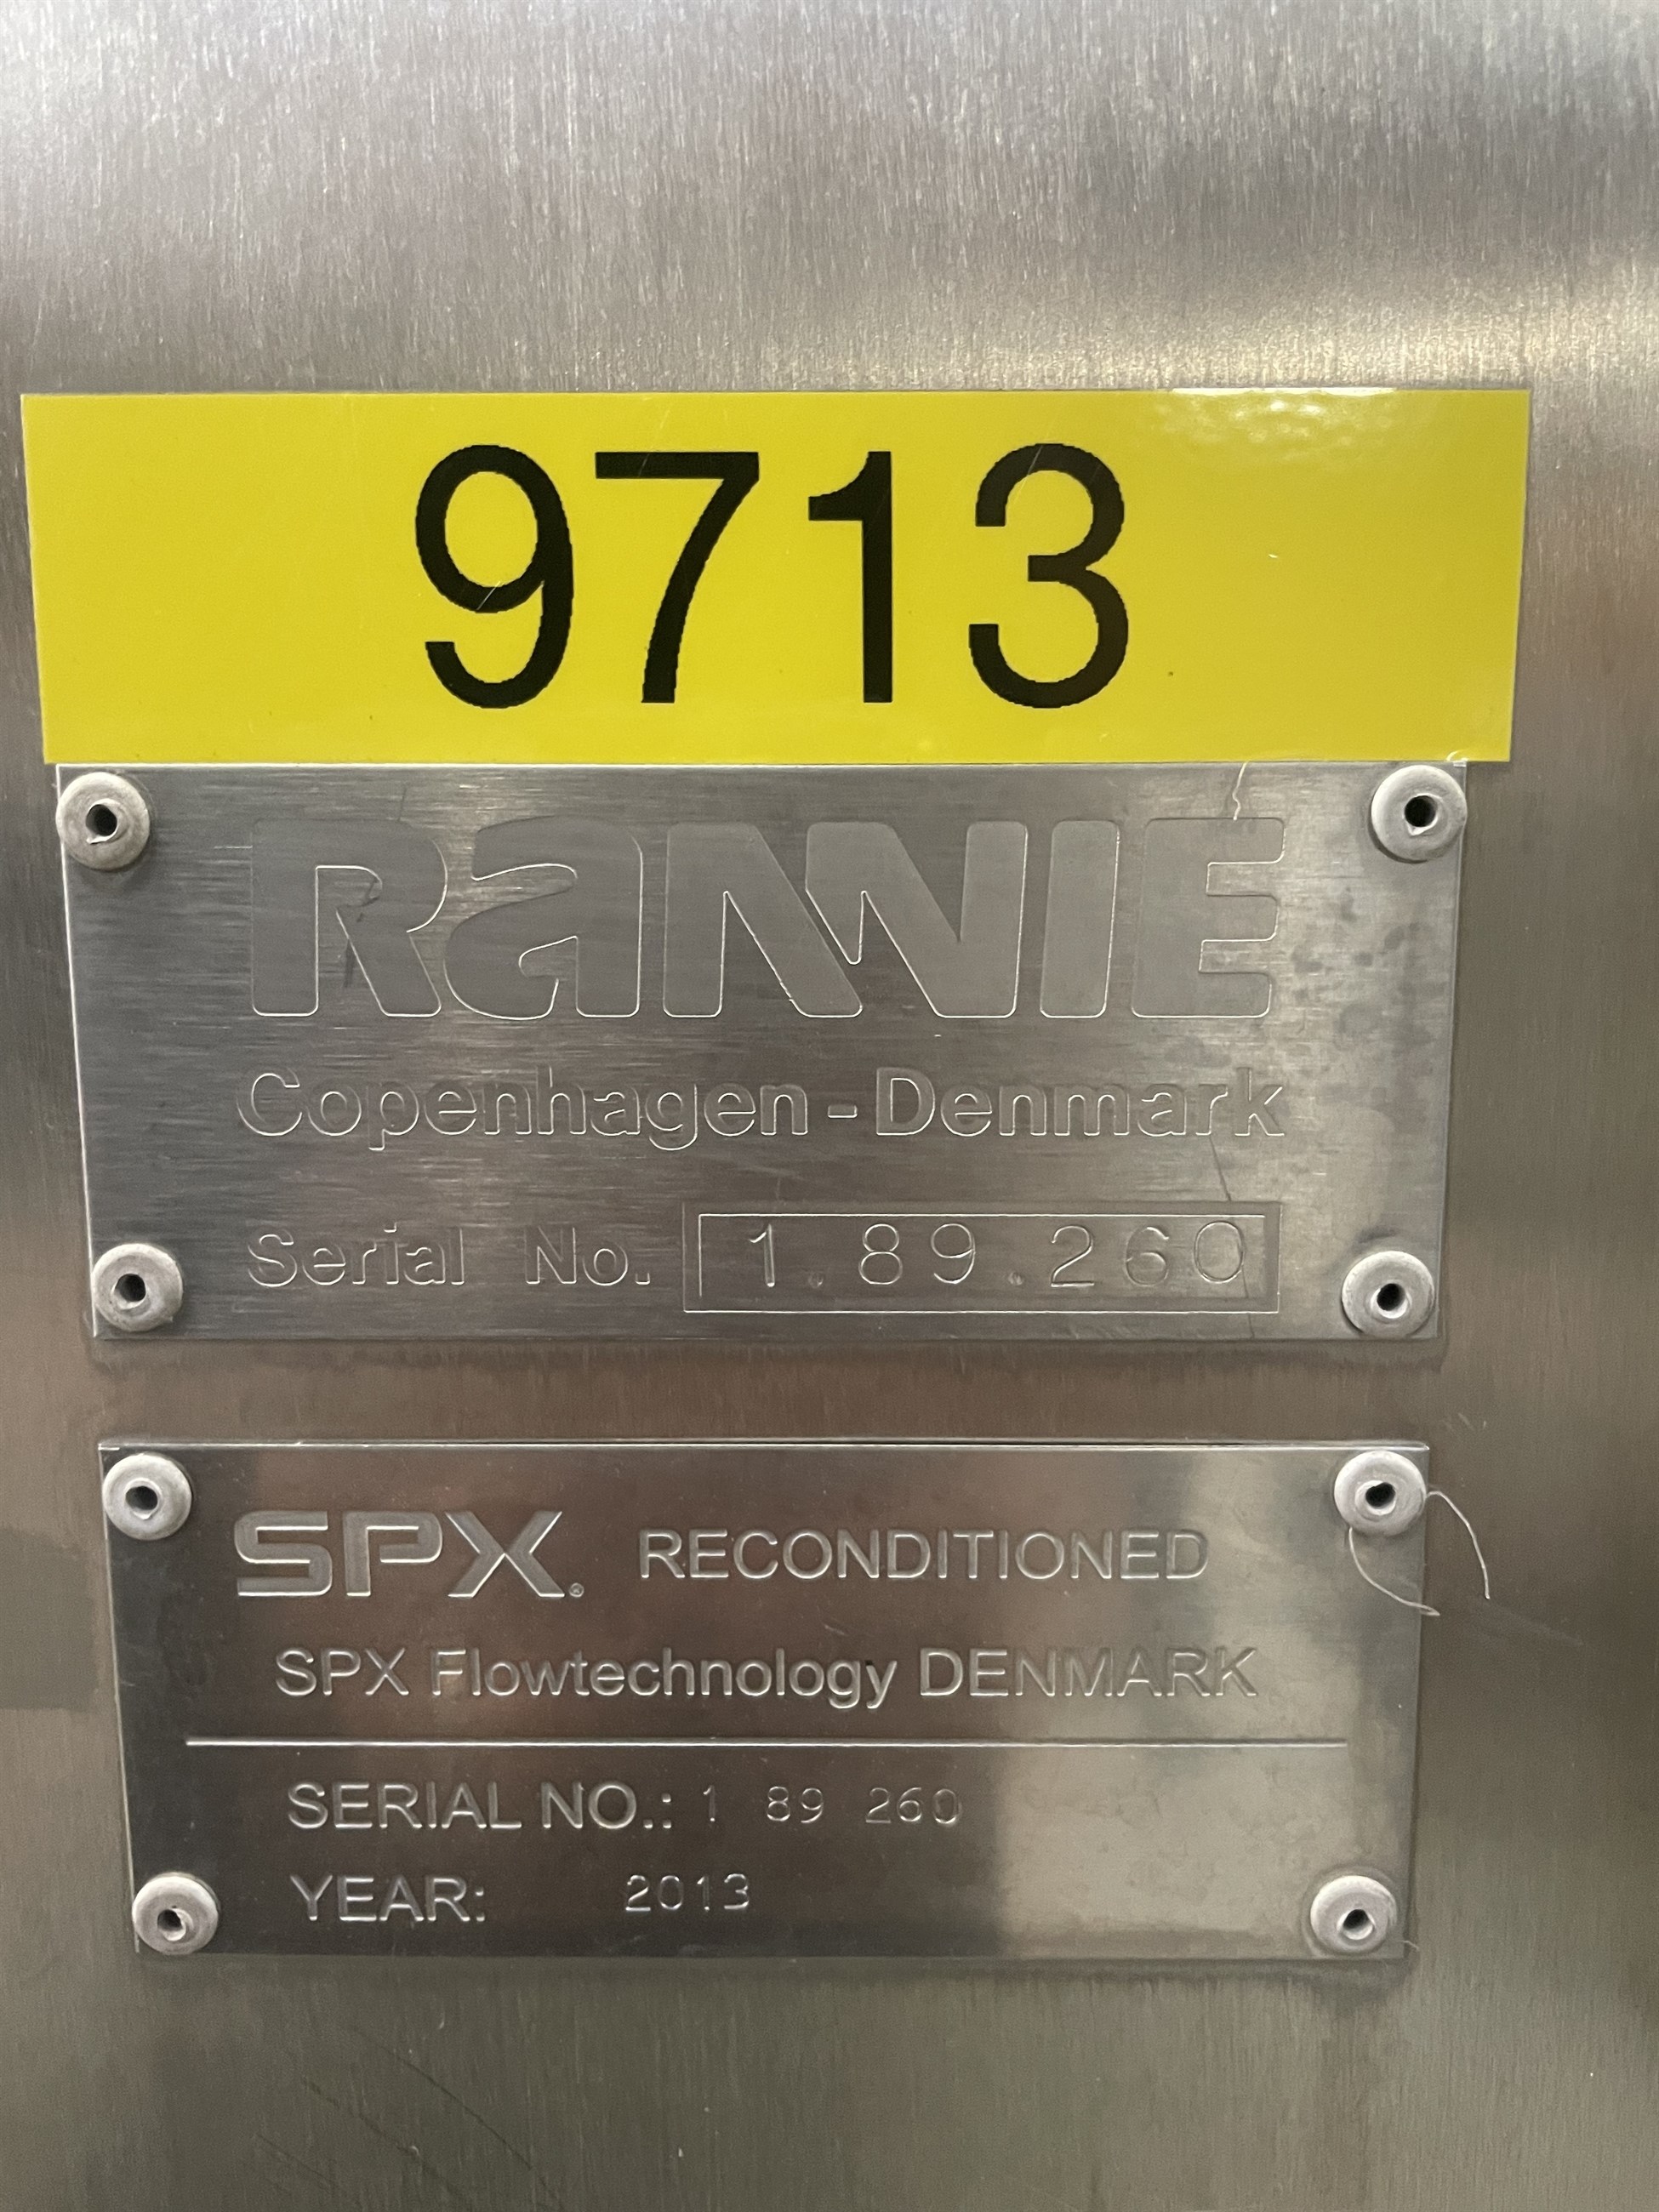 9713
RANNIE
Copenhagen - Denmark
Serial No. 1.89.260
SPX® RECONDITIONED
SPX Flowtechnology DENMARK
SERIAL NO.: 1 89 260
YEAR: 2013